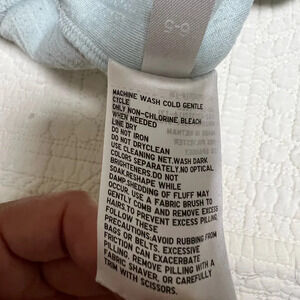 MACHINE WASH COLD GENTLE
CYCLE
ONLY NON-CHLORINE BLEACH
WHEN NEEDED
LINE DRY
DO NOT IRON
DO NOT DRYCLEAN
USE CLEANING NET.WASH DARK
COLORS SEPARATELY.NO OPTICAL
BRIGHTENERS.DO NOT
SOAK.RESHAPE WHILE
DAMP.SHEDDING OF FLUFF MAY
OCCUR. USE A FABRIC BRUSH TO
GENTLY COMB AND REMOVE EXCESS
HAIRS TO PREVENT EXCESS PILLING.
FOLLOW THESE
PRECAUTIONS:AVOID RUBBING FROM
BAGS OR BELTS. EXCESSIVE
FRICTION CAN EXACERBATE
PILLING. REMOVE PILLING WITH A
FABRIC SHAVER, OR CAREFULLY
TRIM WITH SCISSORS.